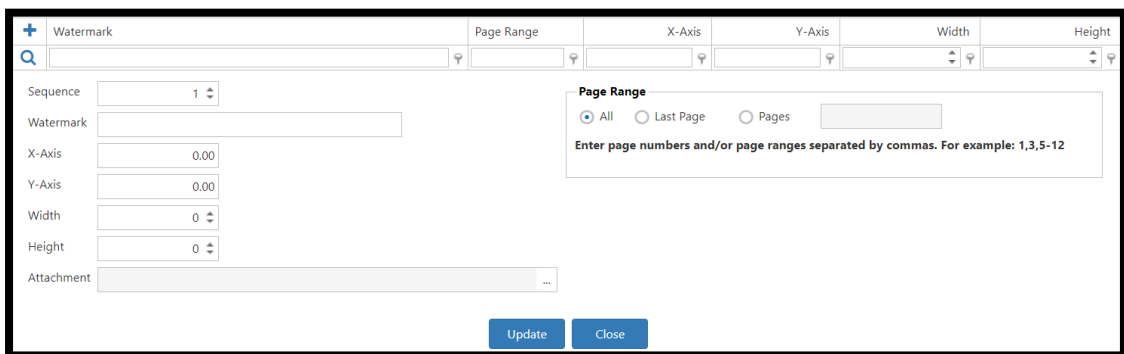 Watermark Page Range X-Axis Y-Axis Width Height
Sequence 1
Page Range
All Last Page Pages
Watermark
Enter page numbers and/or page ranges separated by commas. For example: 1,3,5-12
X-Axis 0.00
Y-Axis 0.00
Width 0
Height 0
Attachment ...
Update Close